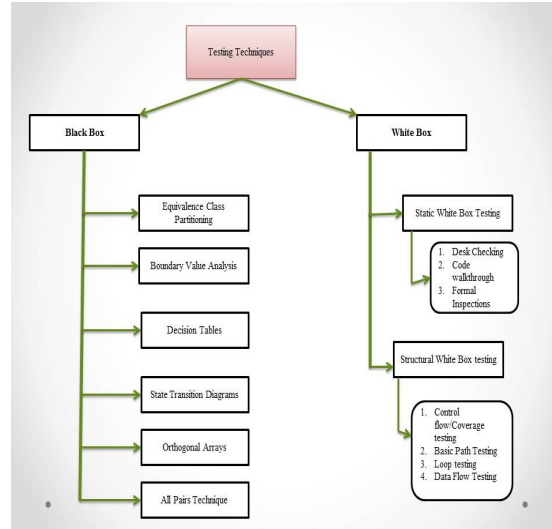 Testing Techniques
Black Box
White Box
Equivalence Class
Partitioning
Boundary Value Analysis
Decision Tables
State Transition Diagrams
Orthogonal Arrays
All Pairs Technique
Static White Box Testing
1. Desk Checking
2. Code
walkthrough
3. Formal
Inspections
Structural White Box testing
1. Control
flow/Coverage
testing
2. Basic Path Testing
3. Loop testing
4. Data Flow Testing